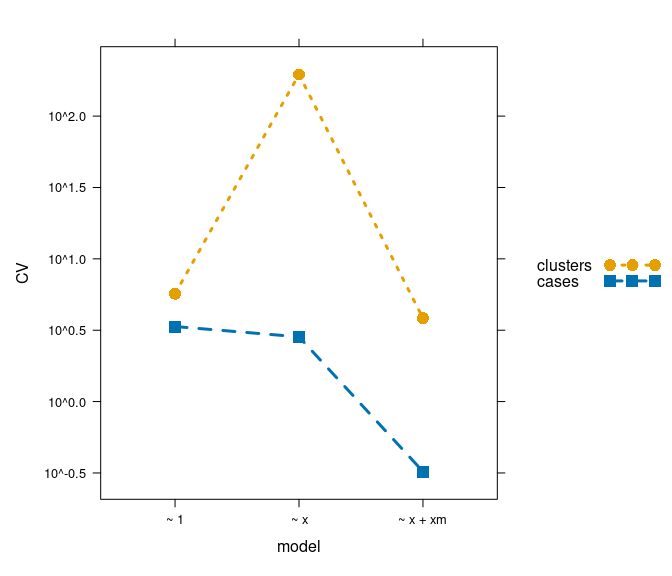 10^2.0
10^1.5
10^1.0
10^0.5
10^0.0
10^-0.5
CV
~ 1
~ x
~ x + xm
model
clusters
cases